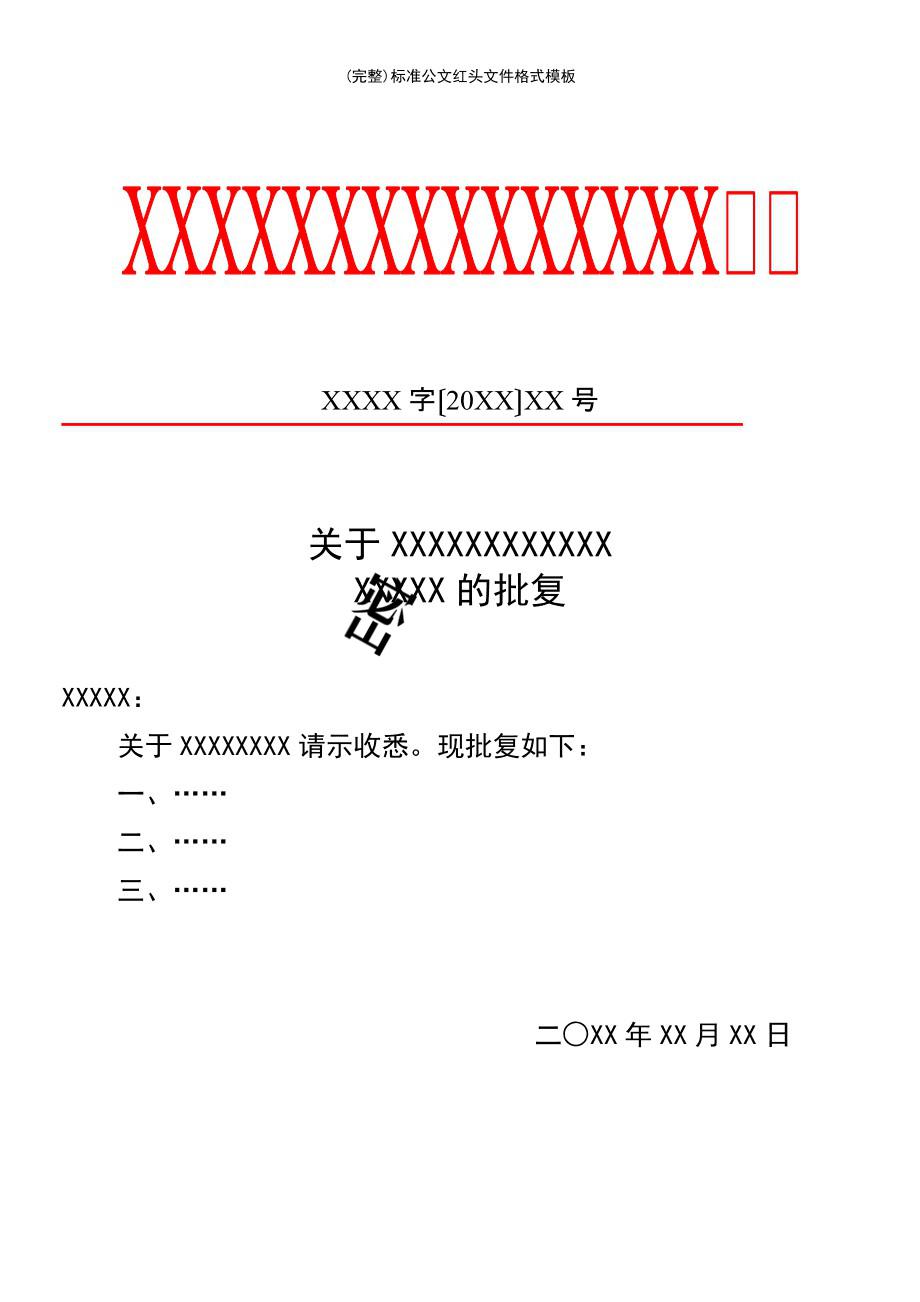 (完整)标准公文红头文件格式模板
XXXXXXXXXXXXXXX□□
XXXX 字[20XX]XX 号
关于 XXXXXXXXXXXX
XXXXX 的批复
密
XXXXX：
关于 XXXXXXXX 请示收悉。现批复如下：
一、……
二、……
三、……
二〇XX 年 XX 月 XX 日